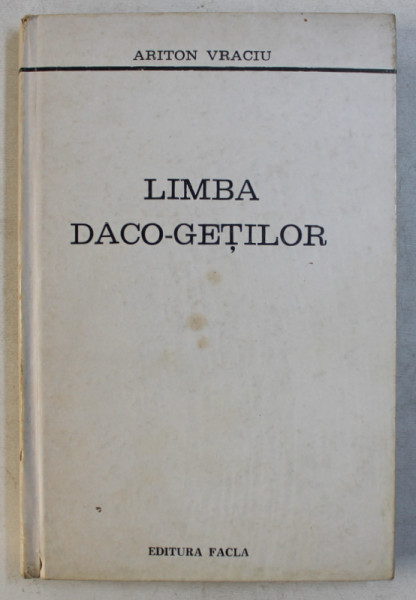 ARITON VRACIU
LIMBA
DACO-GEȚILOR
EDITURA FACLA